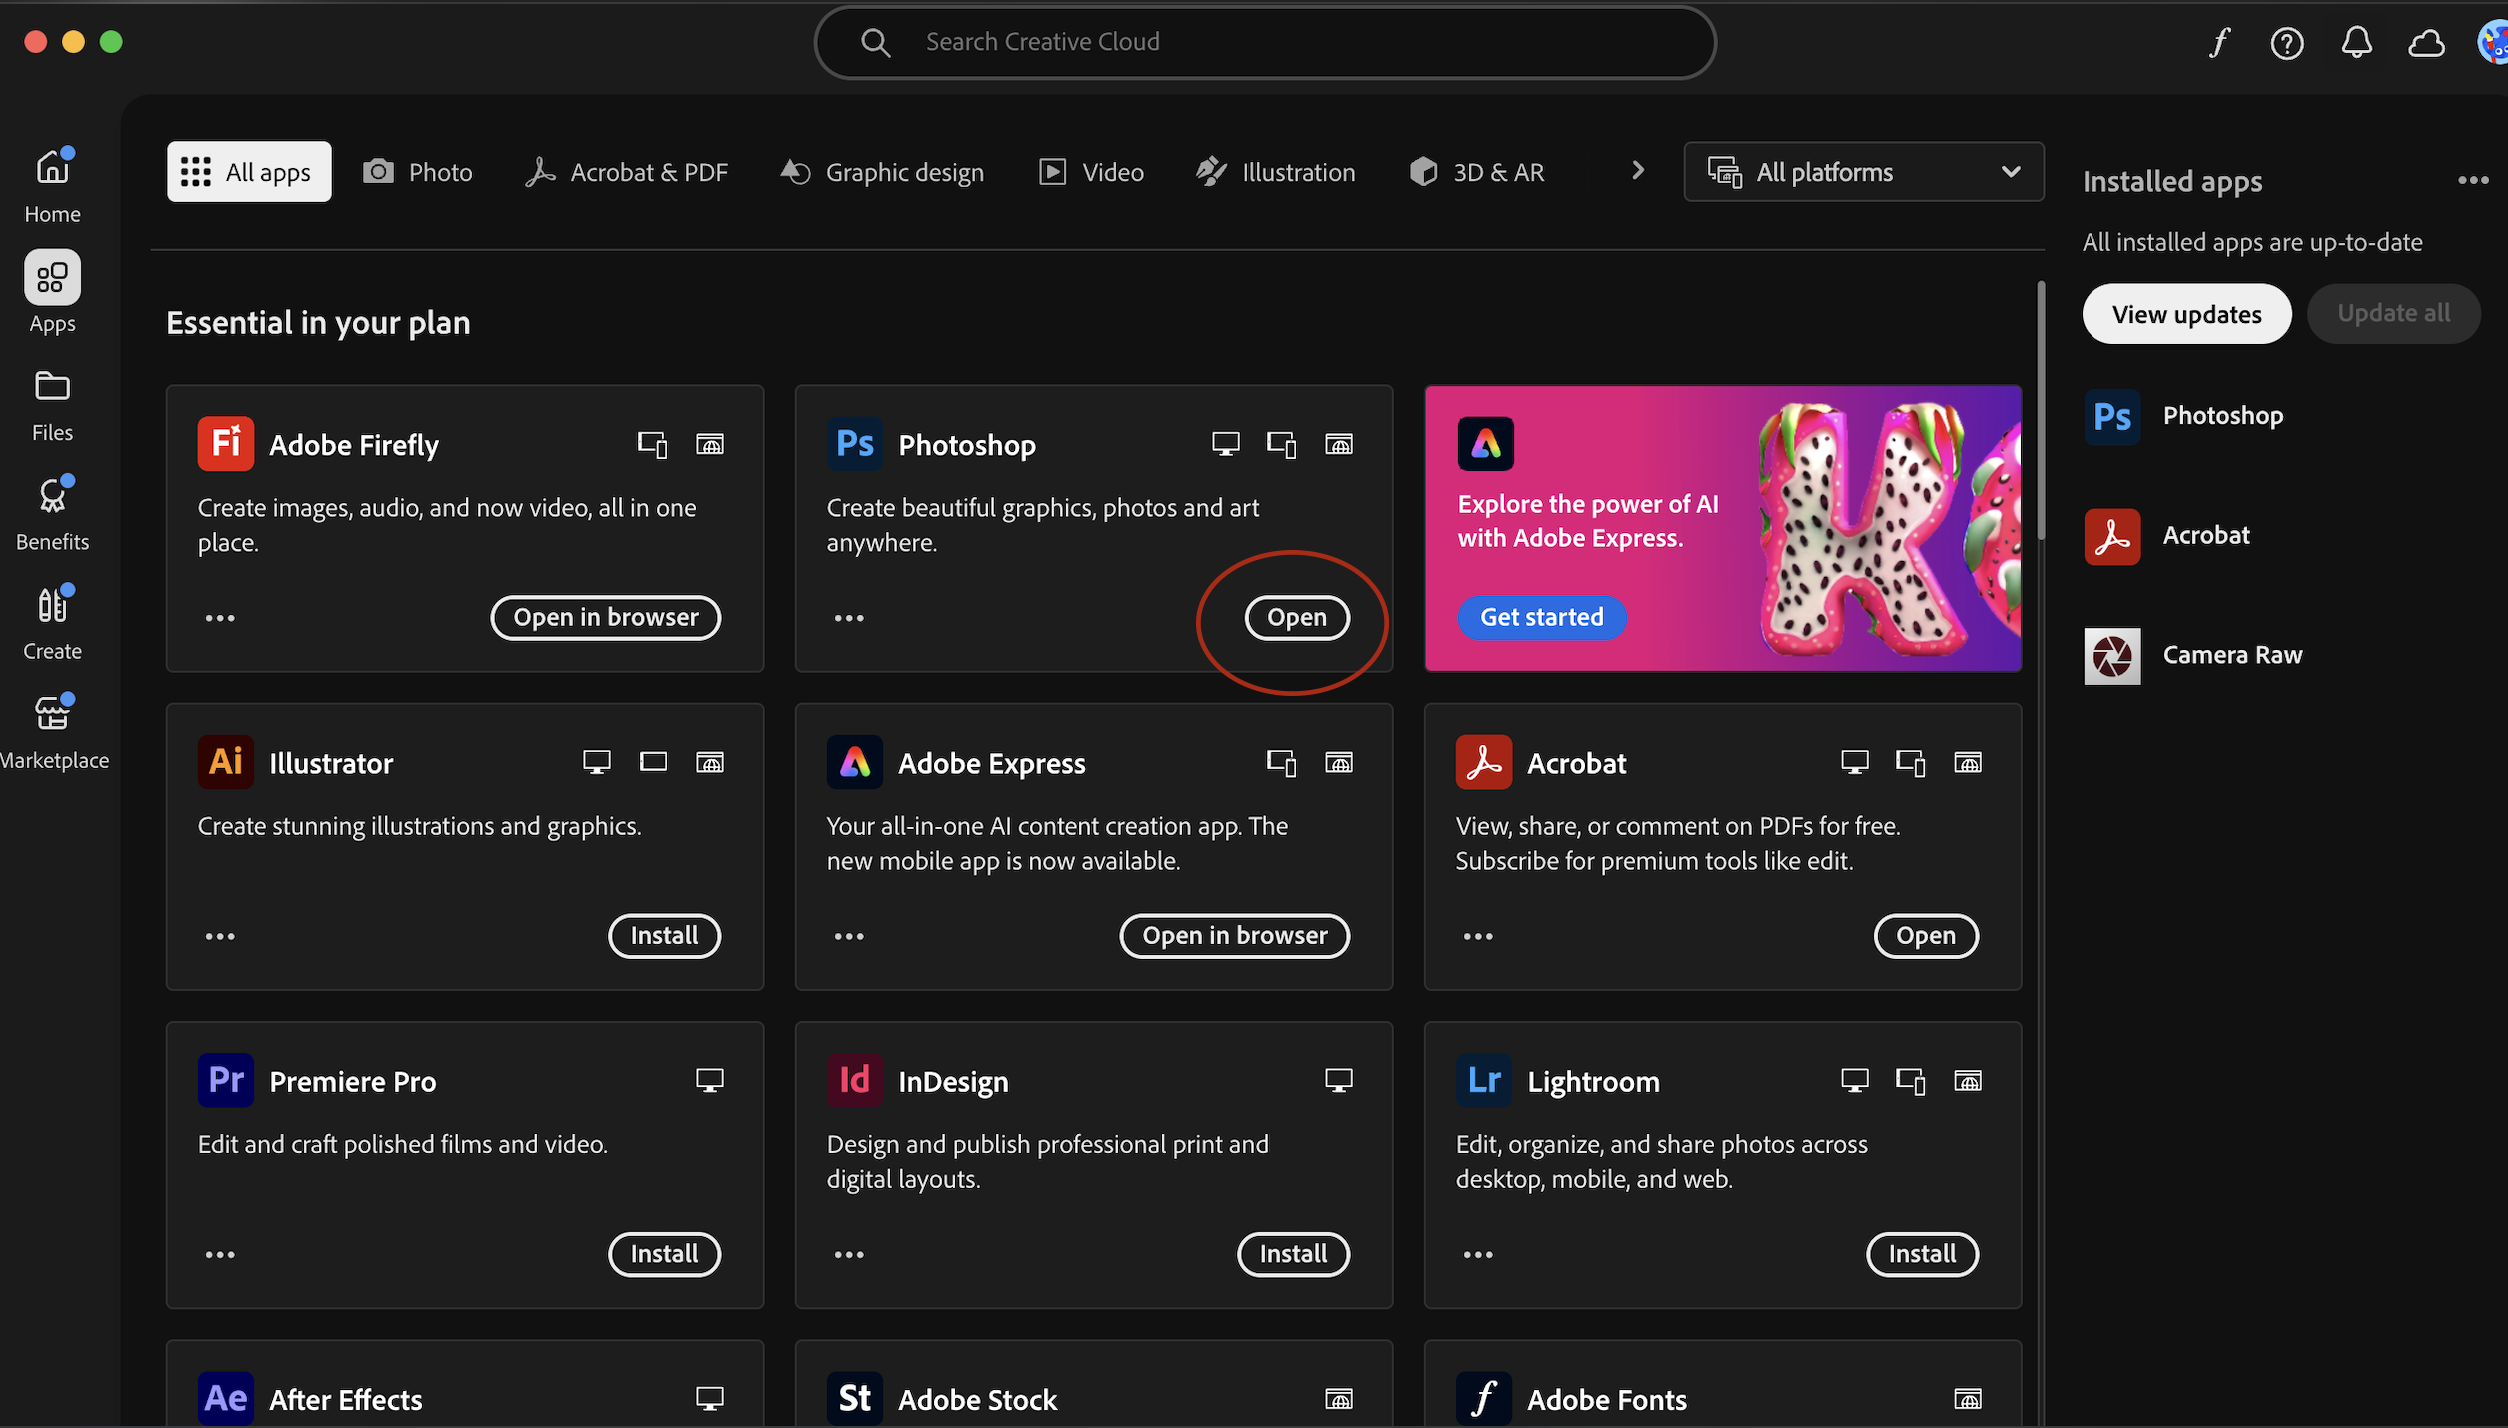 Search Creative Cloud
f
Home
Apps
Files
Benefits
Create
Marketplace
All apps
Photo
Acrobat & PDF
Graphic design
Video
Illustration
3D & AR
All platforms
Essential in your plan
Fi
Adobe Firefly
Create images, audio, and now video, all in one
place.
Open in browser
Ps
Photoshop
Create beautiful graphics, photos and art
anywhere.
Open
Explore the power of AI
with Adobe Express.
Get started
K
Ai
Illustrator
Create stunning illustrations and graphics.
Install
Adobe Express
Your all-in-one AI content creation app. The
new mobile app is now available.
Open in browser
Acrobat
View, share, or comment on PDFs for free.
Subscribe for premium tools like edit.
Open
Pr
Premiere Pro
Edit and craft polished films and video.
Install
Id
InDesign
Design and publish professional print and
digital layouts.
Install
Lr
Lightroom
Edit, organize, and share photos across
desktop, mobile, and web.
Install
Ae
After Effects
St
Adobe Stock
f
Adobe Fonts
Installed apps
All installed apps are up-to-date
View updates
Update all
Ps
Photoshop
Acrobat
Camera Raw